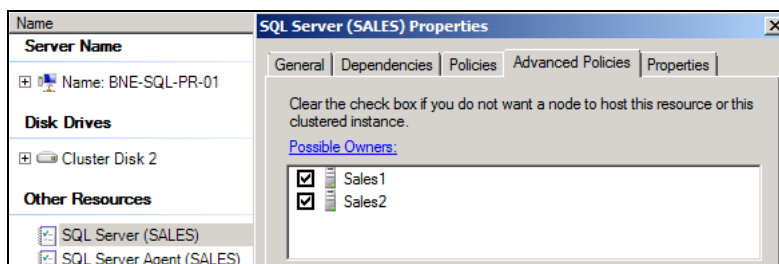 Name
Server Name
Name: BNE-SQL-PR-01
Disk Drives
Cluster Disk 2
Other Resources
SQL Server (SALES)
SQL Server Agent (SALES)
SQL Server (SALES) Properties
General
Dependencies
Policies
Advanced Policies
Properties
Clear the check box if you do not want a node to host this resource or this
clustered instance.
Possible Owners:
Sales1
Sales2